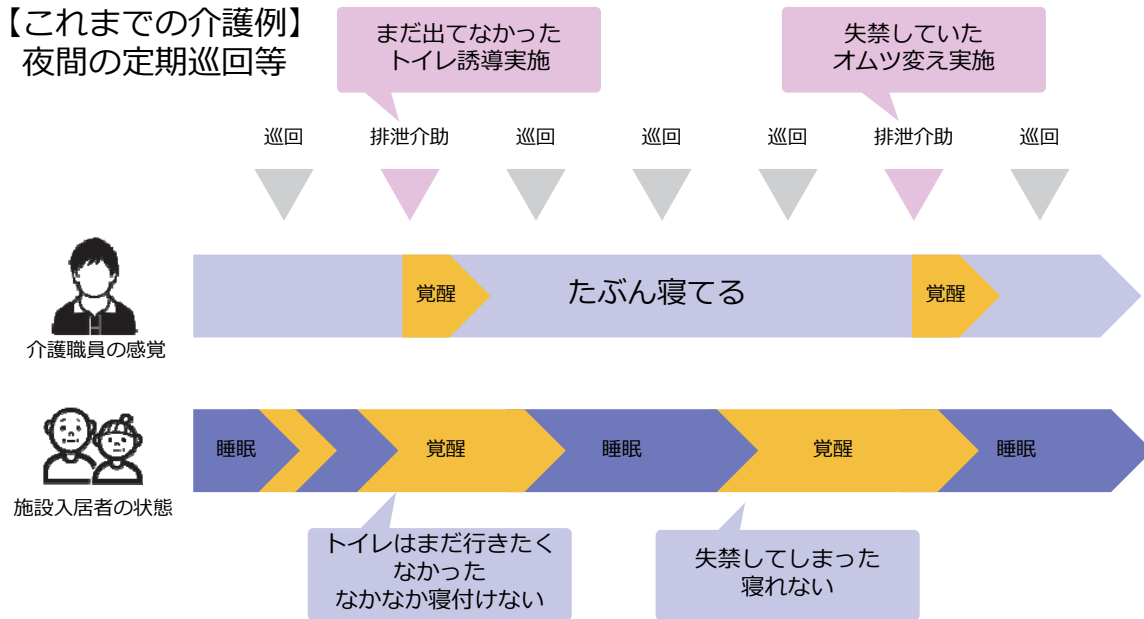 【これまでの介護例】
夜間の定期巡回等
まだ出てなかった
トイレ誘導実施
失禁していた
オムツ変え実施
巡回
排泄介助
巡回
巡回
巡回
排泄介助
巡回
覚醒
たぶん寝てる
覚醒
介護職員の感覚
睡眠
覚醒
睡眠
覚醒
睡眠
施設入居者の状態
トイレはまだ行きたく
なかった
なかなか寝付けない
失禁してしまった
寝れない